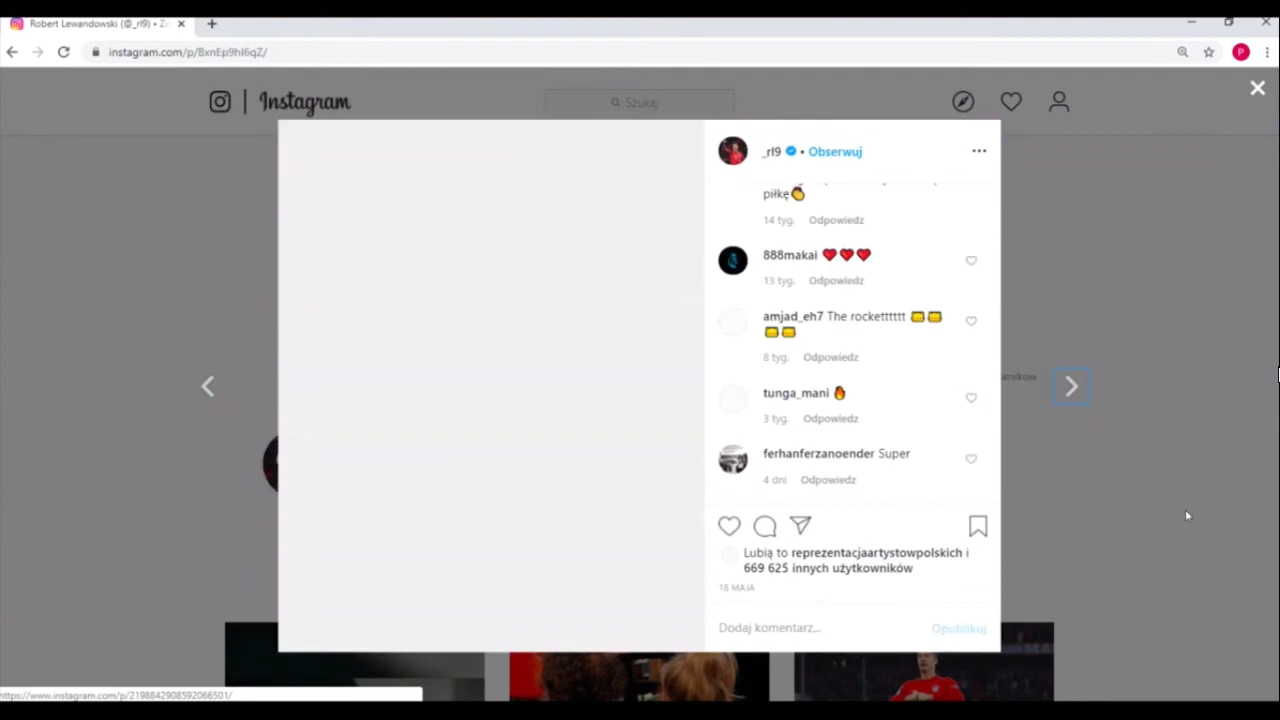 Robert Lewandowski (@_rl9) • Z
instagram.com/p/BxnEp9hI6qZ/
P
Instagram
Szukaj
_rl9 • Obserwuj
piłkę
14 tyg. Odpowiedz
888makai
13 tyg. Odpowiedz
amjad_eh7 The rocketttttt
8 tyg. Odpowiedz
tunga_mani
3 tyg. Odpowiedz
ferhanferzanoender Super
4 dni Odpowiedz
Lubią to reprezentacjaartystowpolskich i
669 625 innych użytkowników
18 MAJA
Dodaj komentarz...
Opublikuj
https://www.instagram.com/p/2198842908592066501/